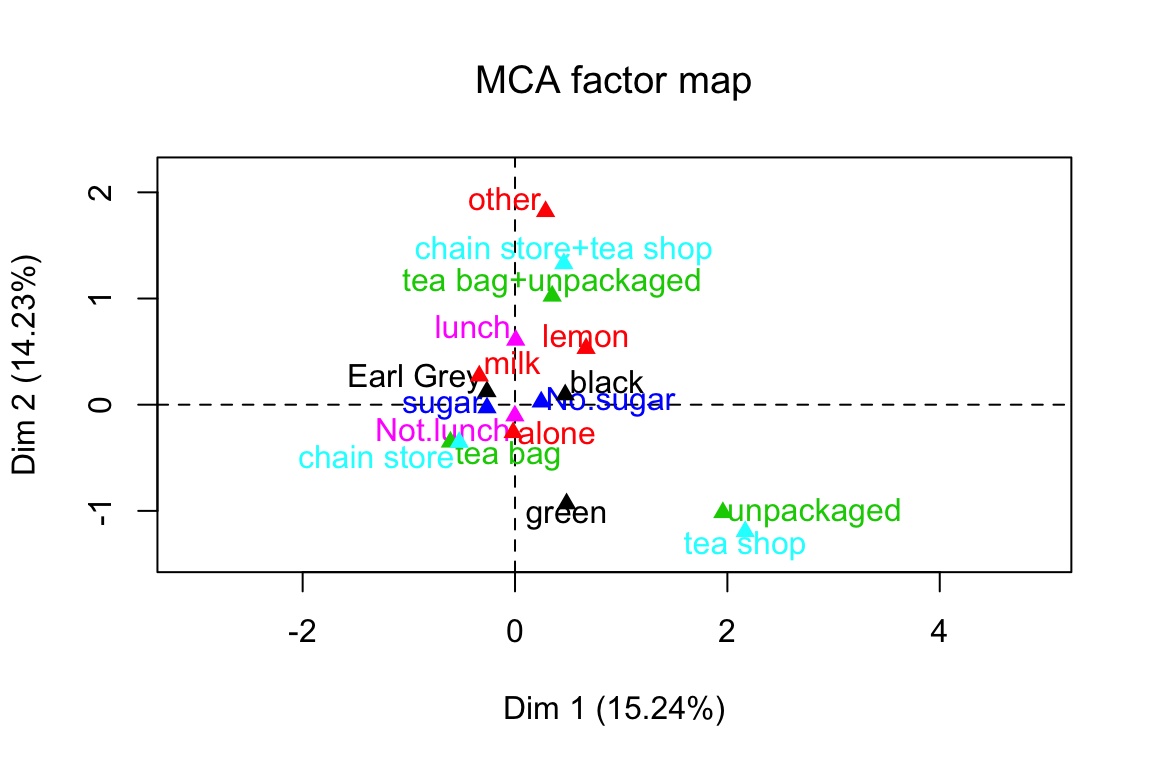 MCA factor map
Dim 2 (14.23%)
2
1
0
-1
other
chain store+tea shop
tea bag+unpackaged
lunch
lemon
milk
Earl Grey
black
sugar
No.sugar
Not.lunch
alone
chain store
tea bag
green
unpackaged
tea shop
-2
0
2
4
Dim 1 (15.24%)